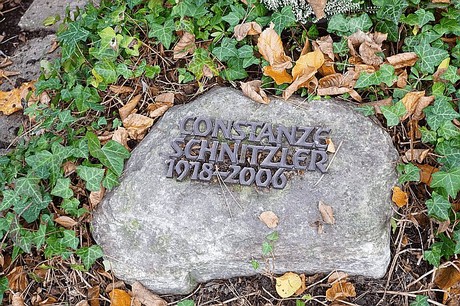 CONSTANZE
SCHNITZLER
1918-2006